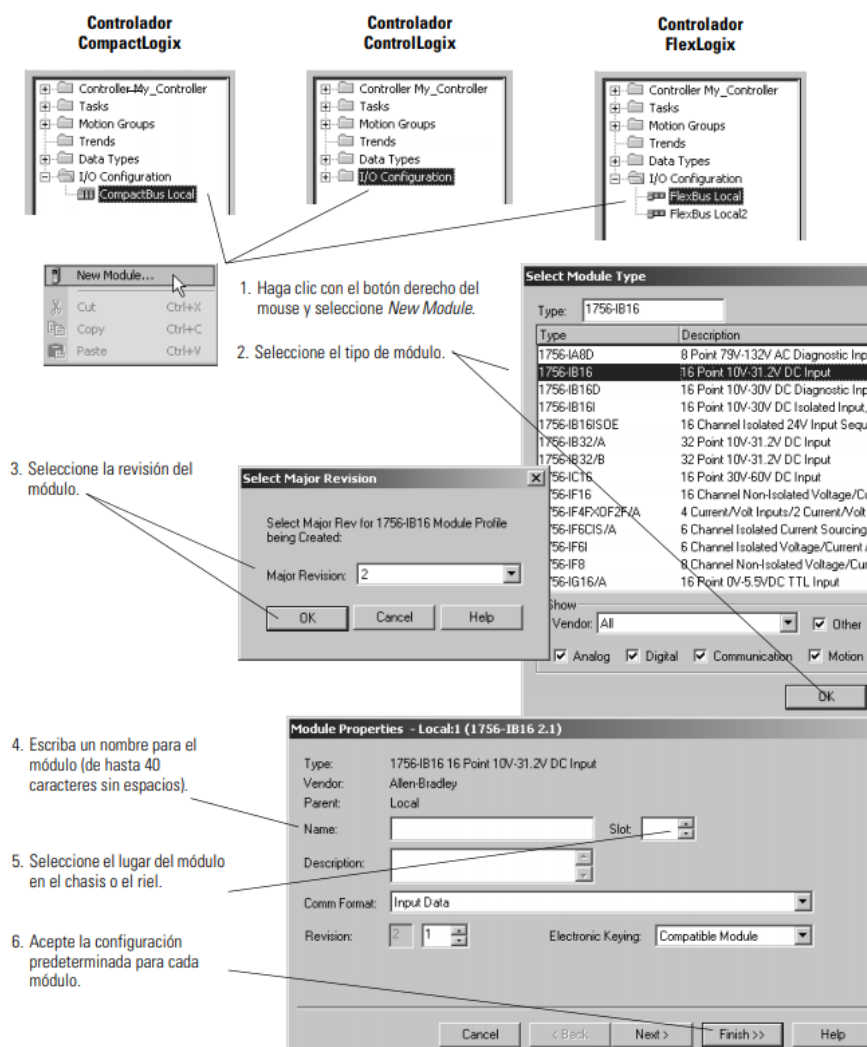 Controlador
CompactLogix
Controlador
ControlLogix
Controlador
FlexLogix
Controller My_Controller
Tasks
Motion Groups
Trends
Data Types
I/O Configuration
CompactBus Local
Controller My_Controller
Tasks
Motion Groups
Trends
Data Types
I/O Configuration
Controller My_Controller
Tasks
Motion Groups
Trends
Data Types
I/O Configuration
FlexBus Local
FlexBus Local2
New Module...
Cut Ctrl+X
Copy Ctrl+C
Paste Ctrl+V
1. Haga clic con el botón derecho del
mouse y seleccione New Module.
2. Seleccione el tipo de módulo.
Select Module Type
Type: 1756-IB16
Type Description
1756-IA8D 8 Point 79V-132V AC Diagnostic Inp
1756-IB16 16 Point 10V-31.2V DC Input
1756-IB16D 16 Point 10V-30V DC Diagnostic Inp
1756-IB16I 16 Point 10V-30V DC Isolated Input,
1756-IB16ISOE 16 Channel Isolated 24V Input Sequ
1756-IB32/A 32 Point 10V-31.2V DC Input
1756-IB32/B 32 Point 10V-31.2V DC Input
1756-IC16 16 Point 30V-60V DC Input
1756-IF16 16 Channel Non-Isolated Voltage/Cu
1756-IF4FXOF2F/A 4 Current/Volt Inputs/2 Current/Volt
756-IF6CIS/A 6 Channel Isolated Current Sourcing
756-IF6I 6 Channel Isolated Voltage/Current
756-IF8 8 Channel Non-Isolated Voltage/Cur
756-IG16/A 16 Point 0V-5.5VDC TTL Input
Show
Vendor: All Other
Analog Digital Communication Motion
OK
3. Seleccione la revisión del
módulo.
Select Major Revision
Select Major Rev for 1756-IB16 Module Profile
being Created:
Major Revision: 2
OK Cancel Help
4. Escriba un nombre para el
módulo (de hasta 40
caracteres sin espacios).
5. Seleccione el lugar del módulo
en el chasis o el riel.
6. Acepte la configuración
predeterminada para cada
módulo.
Module Properties - Local:1 (1756-IB16 2.1)
Type: 1756-IB16 16 Point 10V-31.2V DC Input
Vendor: Allen-Bradley
Parent: Local
Name: Slot:
Description:
Comm Format: Input Data
Revision: 2 1 Electronic Keying: Compatible Module
Cancel < Back Next > Finish >> Help